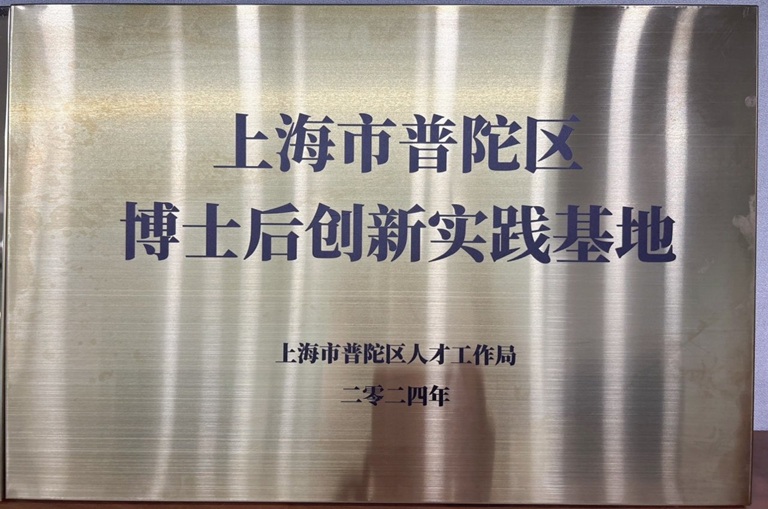 上海市普陀区
博士后创新实践基地
上海市普陀区人才工作局
二零二四年